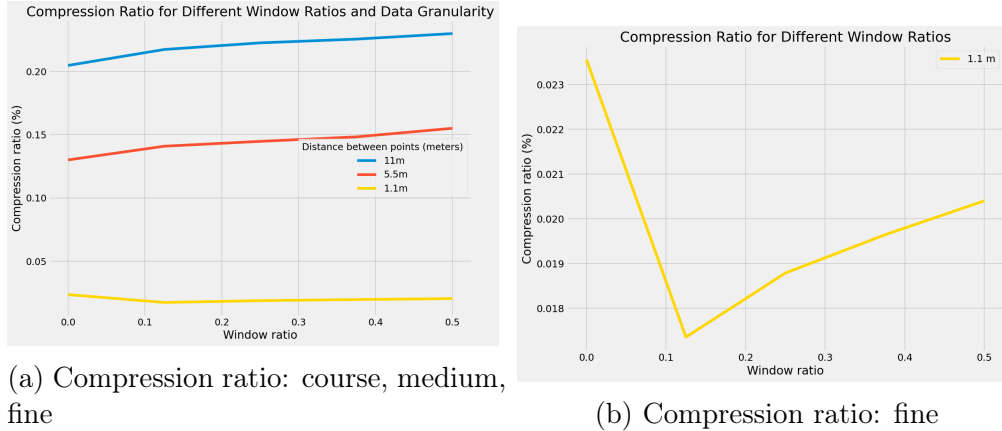 Compression Ratio for Different Window Ratios and Data Granularity
Compression ratio (%)
0.20
0.15
0.10
0.05
Distance between points (meters)
11m
5.5m
1.1m
0.0 0.1 0.2 0.3 0.4 0.5
Window ratio
(a) Compression ratio: course, medium,
fine
Compression Ratio for Different Window Ratios
1.1 m
Compression ratio (%)
0.023
0.022
0.021
0.020
0.019
0.018
0.0 0.1 0.2 0.3 0.4 0.5
Window ratio
(b) Compression ratio: fine